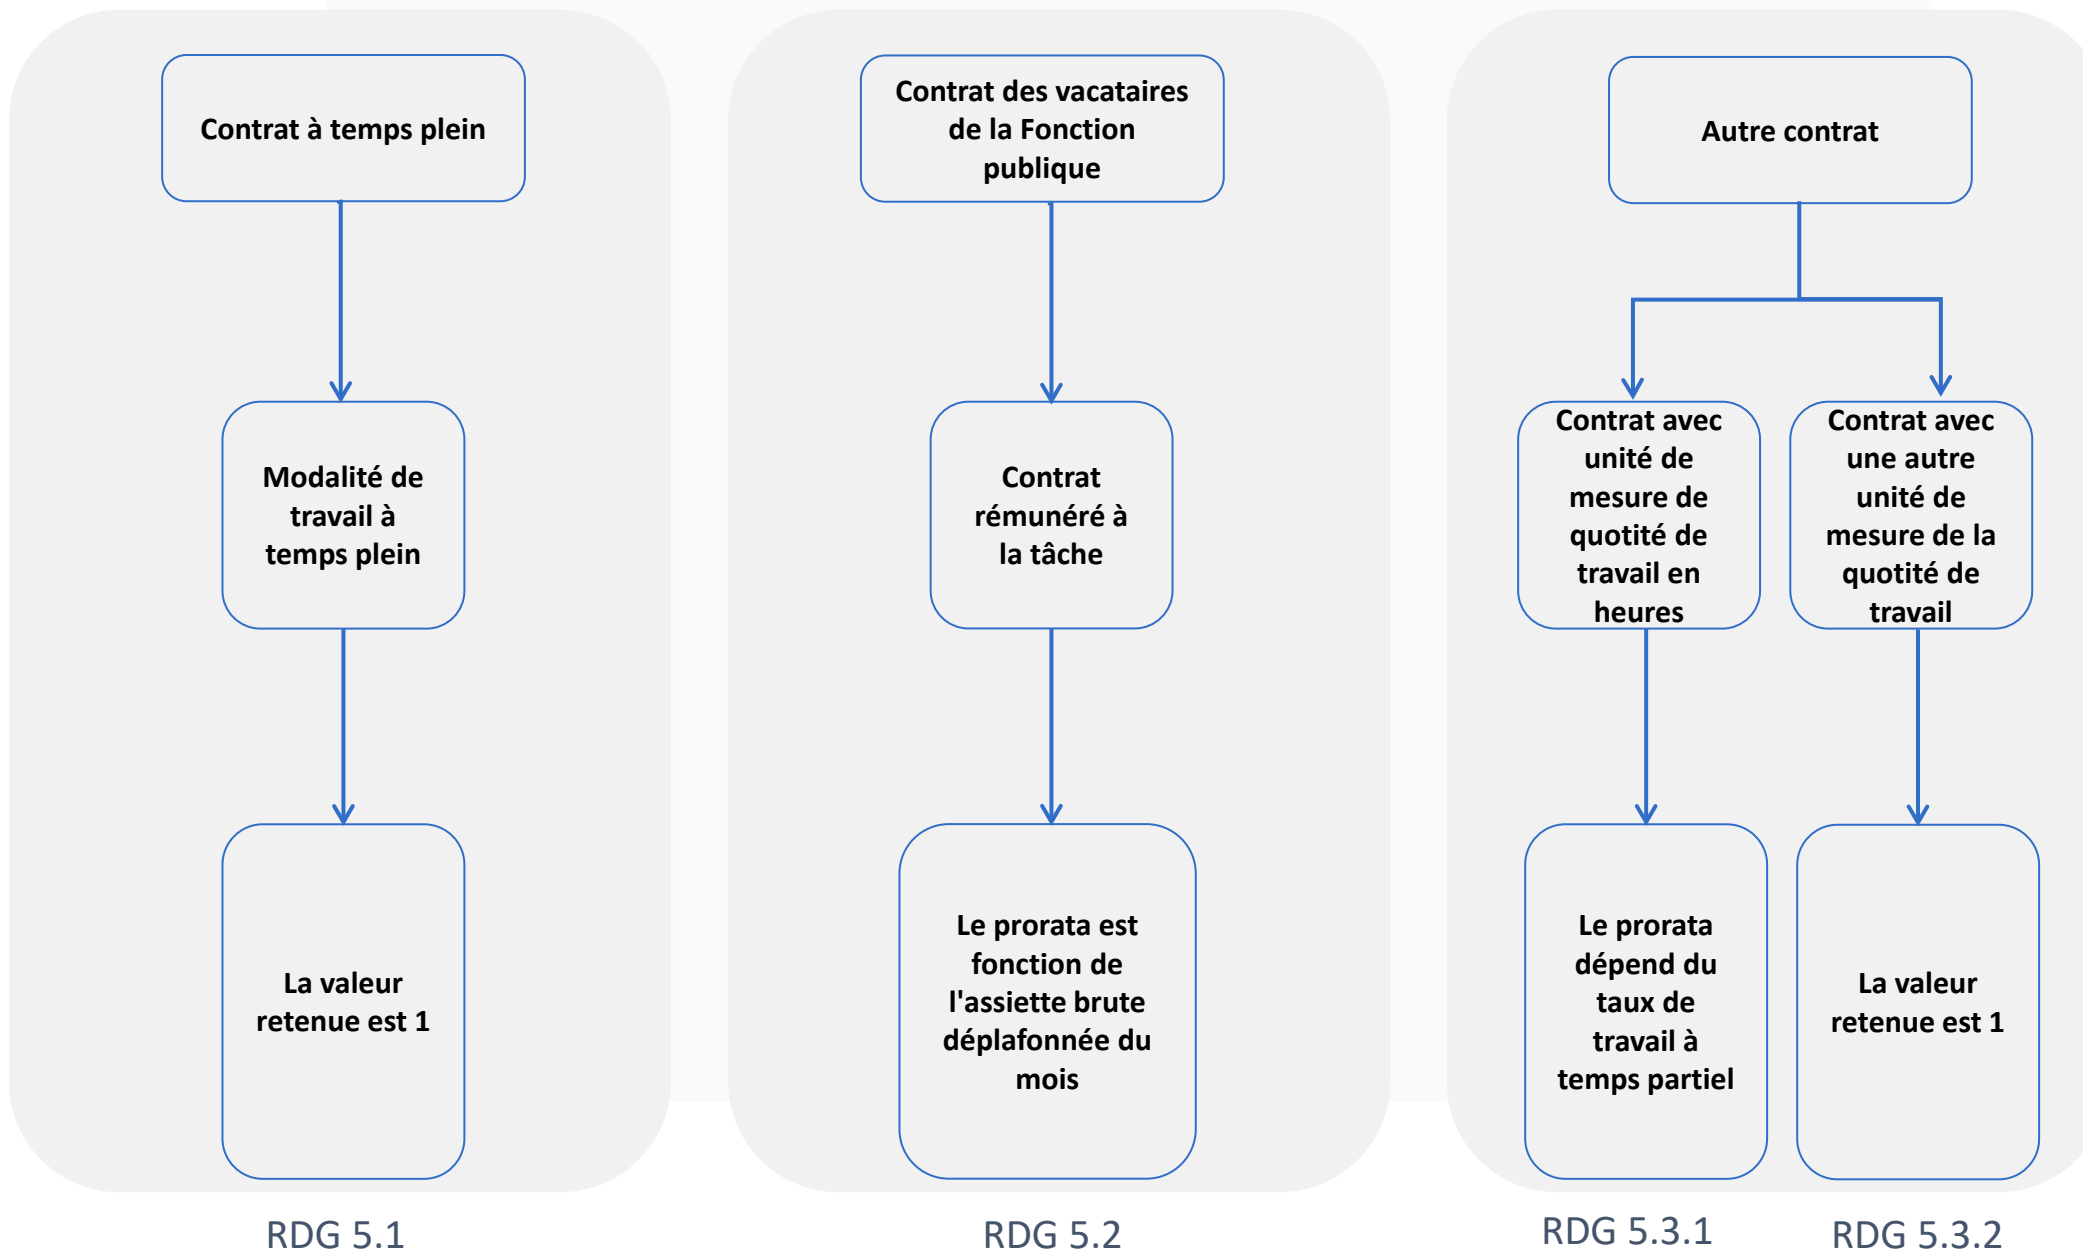 Contrat à temps plein
Modalité de
travail à
temps plein
La valeur
retenue est 1
RDG 5.1
Contrat des vacataires
de la Fonction
publique
Contrat
rémunéré à
la tâche
Le prorata est
fonction de
l'assiette brute
déplafonnée du
mois
RDG 5.2
Autre contrat
Contrat avec
unité de
mesure de
quotité de
travail en
heures
Le prorata
dépend du
taux de
travail à
temps partiel
RDG 5.3.1
Contrat avec
une autre
unité de
mesure de la
quotité de
travail
La valeur
retenue est 1
RDG 5.3.2